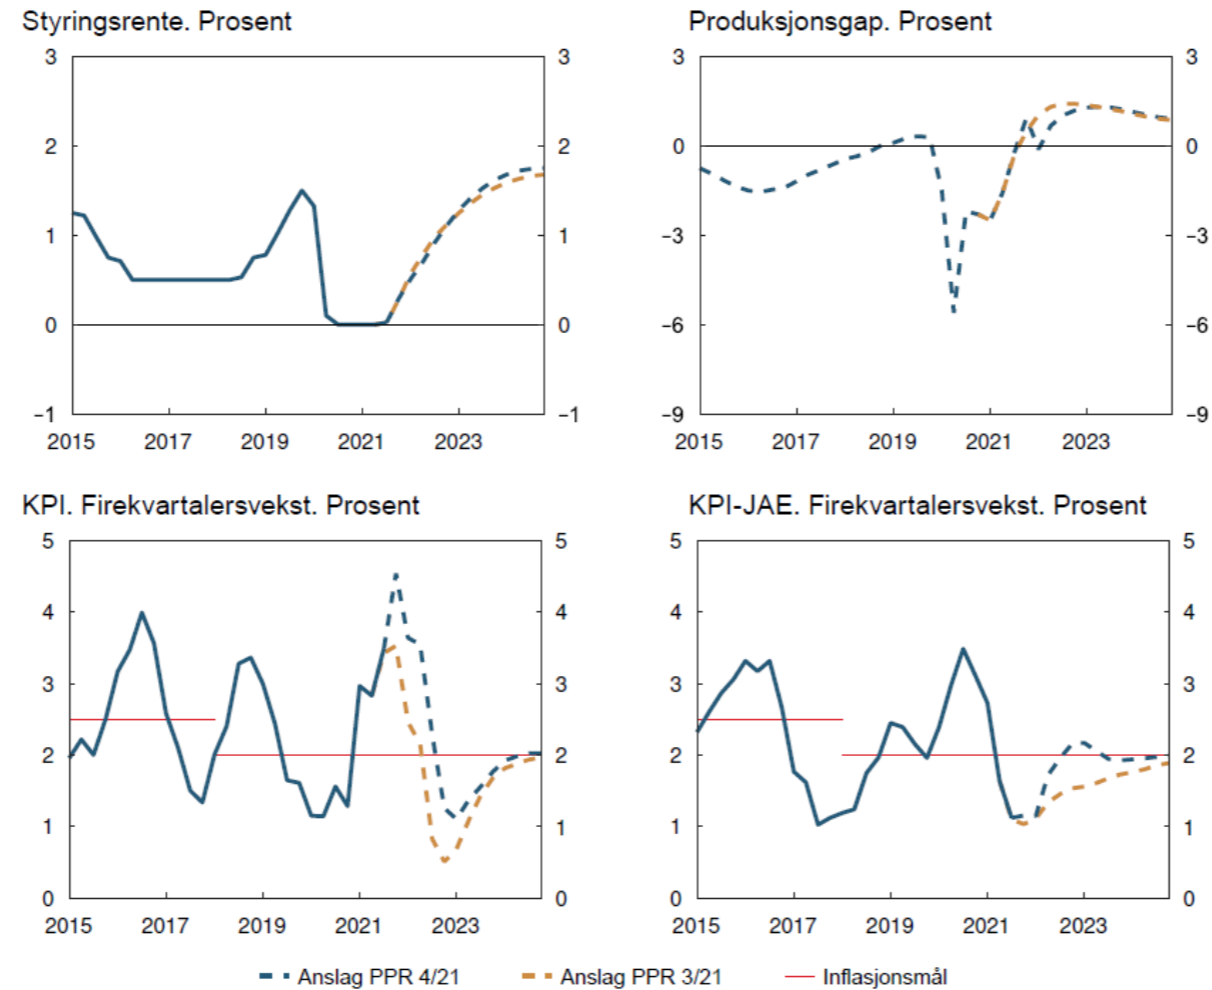 Styringsrente. Prosent
3 3
2 2
1 1
0 0
−1 −1
2015 2017 2019 2021 2023
Produksjonsgap. Prosent
3 3
0 0
−3 −3
−6 −6
−9 −9
2015 2017 2019 2021 2023
KPI. Firekvartalersvekst. Prosent
5 5
4 4
3 3
2 2
1 1
0 0
2015 2017 2019 2021 2023
KPI-JAE. Firekvartalersvekst. Prosent
5 5
4 4
3 3
2 2
1 1
0 0
2015 2017 2019 2021 2023
Anslag PPR 4/21 Anslag PPR 3/21 Inflasjonsmål